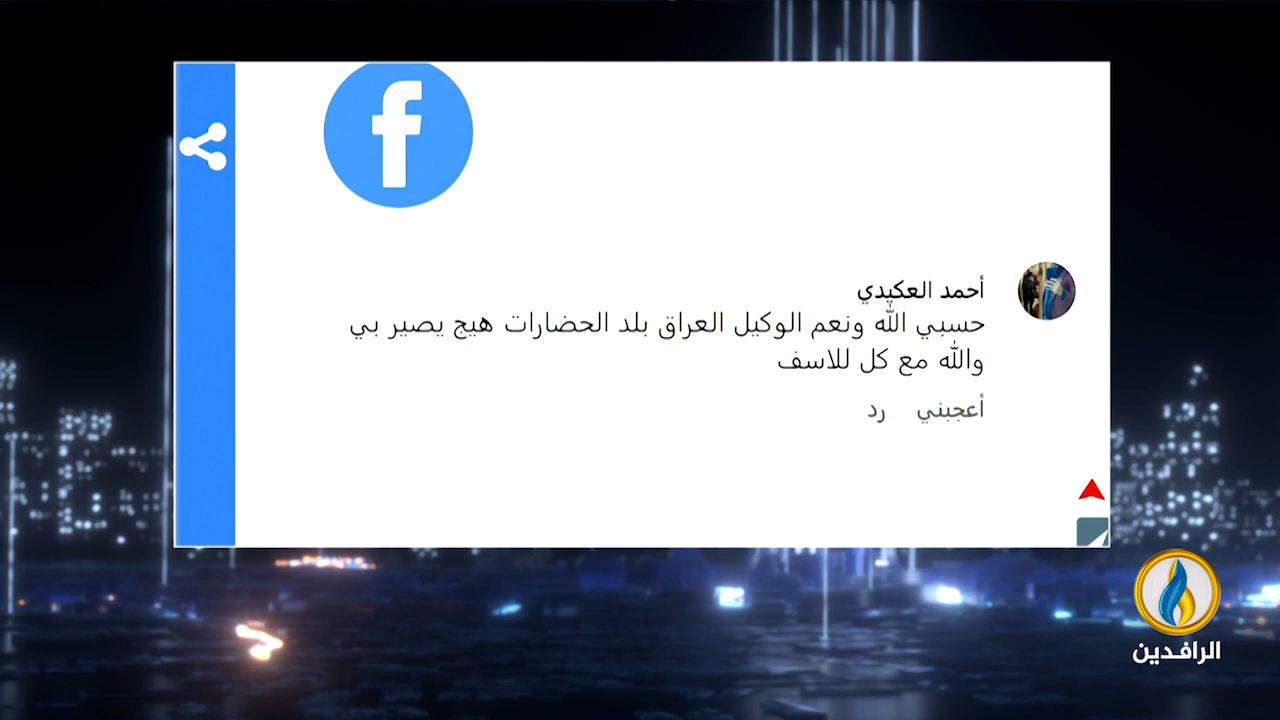 أحمد العكيدي
حسبي الله ونعم الوكيل العراق بلد الحضارات هيج يصير بي
والله مع كل للاسف
أعجبني رد
الرافدين